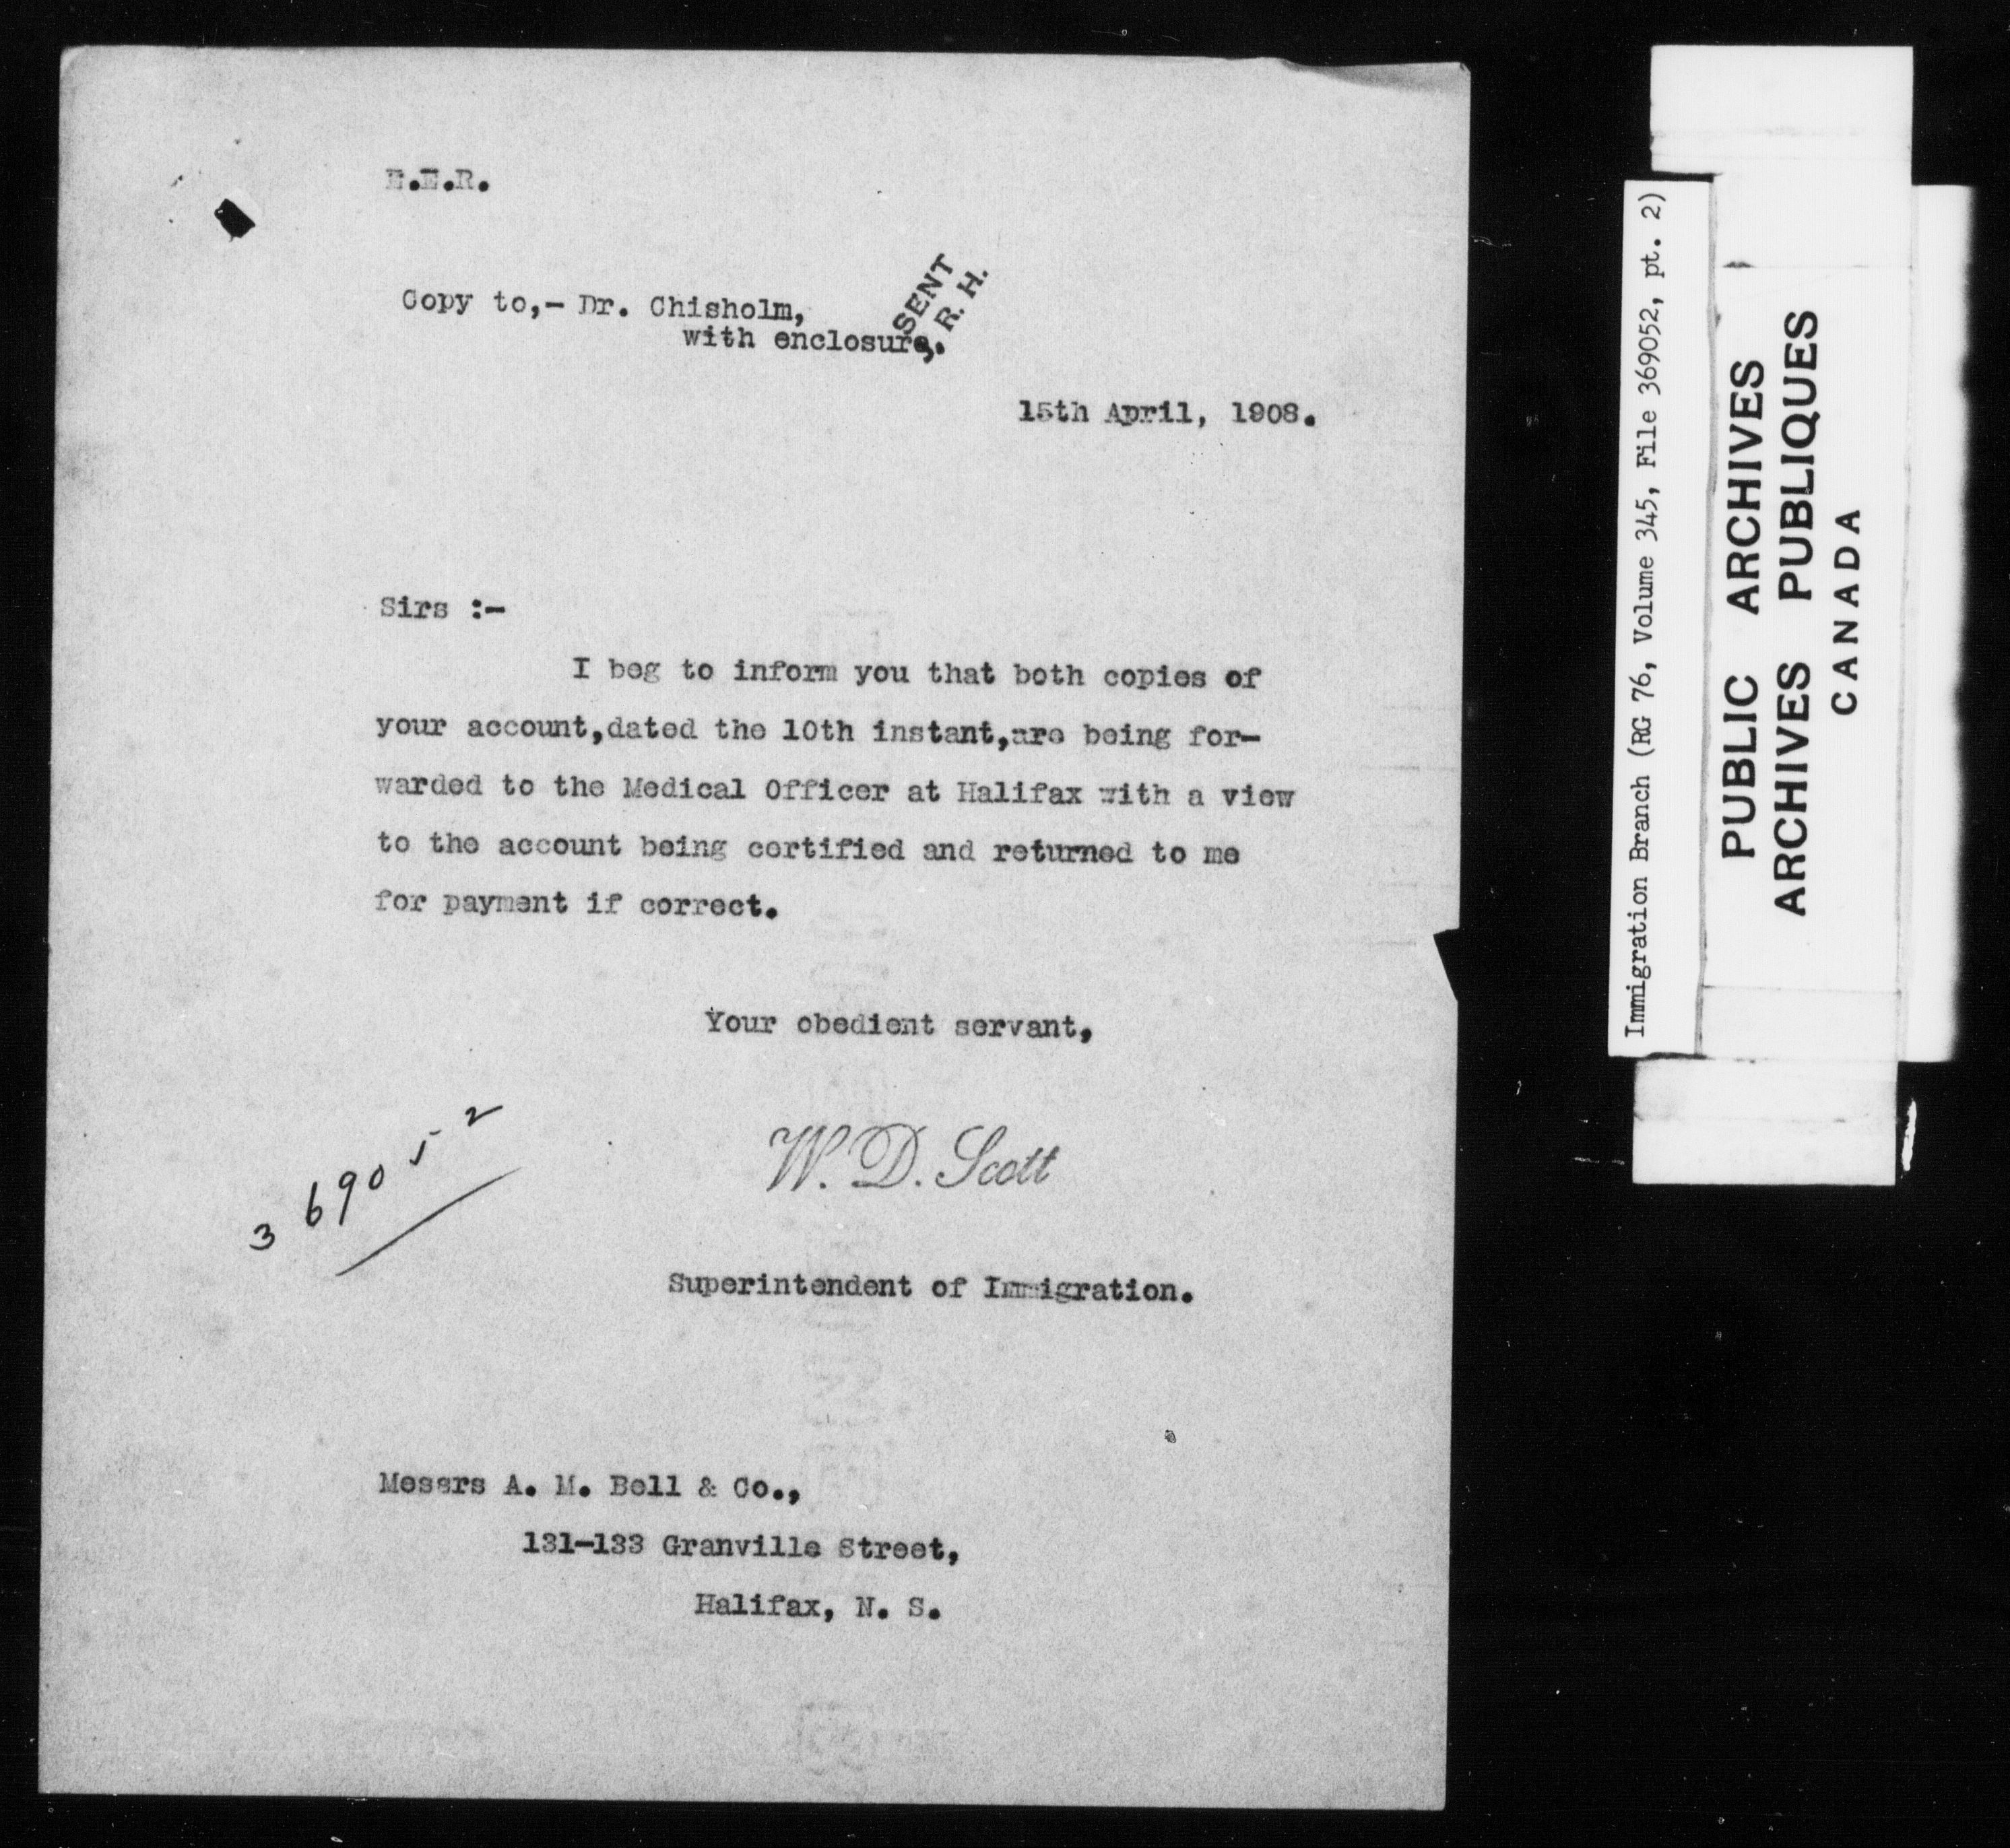 E.E.R.
Copy to,- Dr. Chisholm,
with enclosure.
SENT
J. R. H.
15th April, 1908.
Sirs :-
I beg to inform you that both copies of
your account,dated the 10th instant,are being for-
warded to the Medical Officer at Halifax with a view
to the account being certified and returned to me
for payment if correct.
Your obedient servant,
W. D. Scott
369052
Superintendent of Immigration.
Messrs A. M. Bell & Co.,
131-133 Granville Street,
Halifax, N. S.
Immigration Branch (RG 76, Volume 345, File 369052, pt. 2)
PUBLIC ARCHIVES
ARCHIVES PUBLIQUES
CANADA